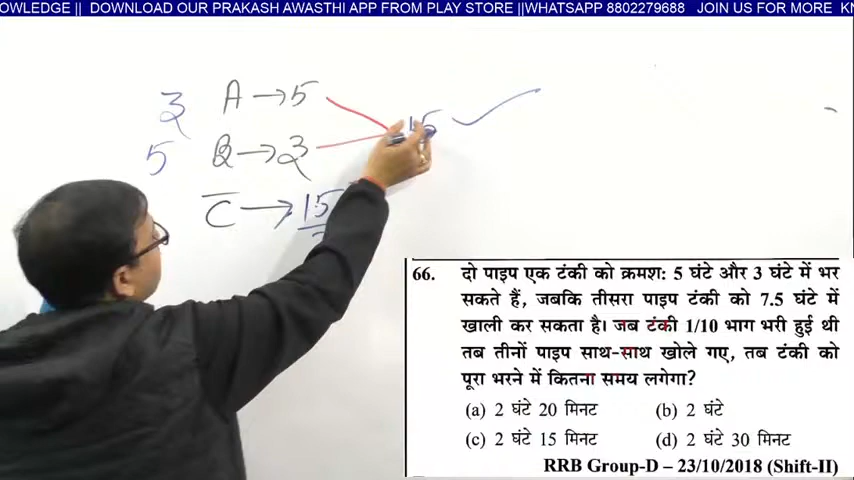 OWLEDGE || DOWNLOAD OUR PRAKASH AWASTHI APP FROM PLAY STORE ||WHATSAPP 8802279688 JOIN US FOR MORE KN
3 A → 5
15
5 B → 3
C → 15
66. दो पाइप एक टंकी को क्रमश: 5 घंटे और 3 घंटे में भर
सकते हैं, जबकि तीसरा पाइप टंकी को 7.5 घंटे में
खाली कर सकता है। जब टंकी 1/10 भाग भरी हुई थी
तब तीनों पाइप साथ-साथ खोले गए, तब टंकी को
पूरा भरने में कितना समय लगेगा?
(a) 2 घंटे 20 मिनट (b) 2 घंटे
(c) 2 घंटे 15 मिनट (d) 2 घंटे 30 मिनट
RRB Group-D – 23/10/2018 (Shift-II)